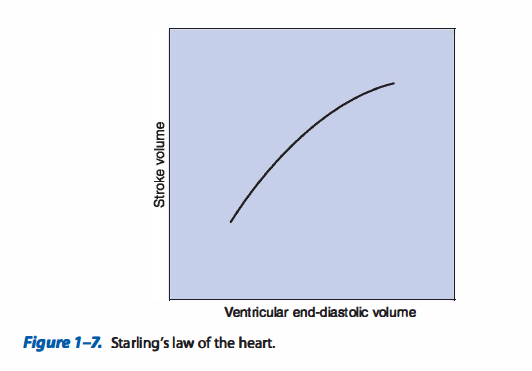 Stroke volume
Ventricular end-diastolic volume
Figure 1–7. Starling's law of the heart.